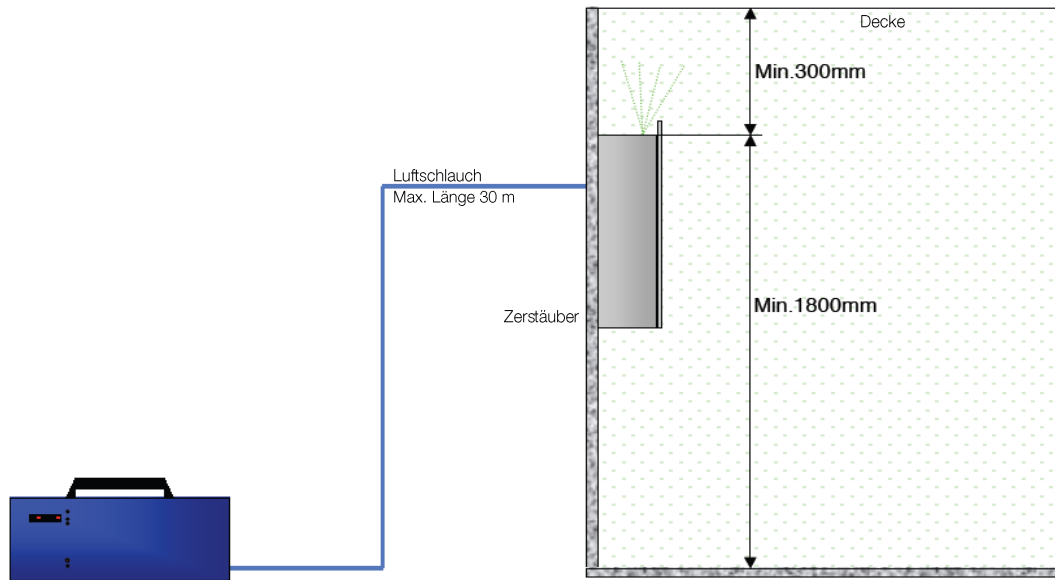 Decke
Min.300mm
Luftschlauch
Max. Länge 30 m
Min.1800mm
Zerstäuber